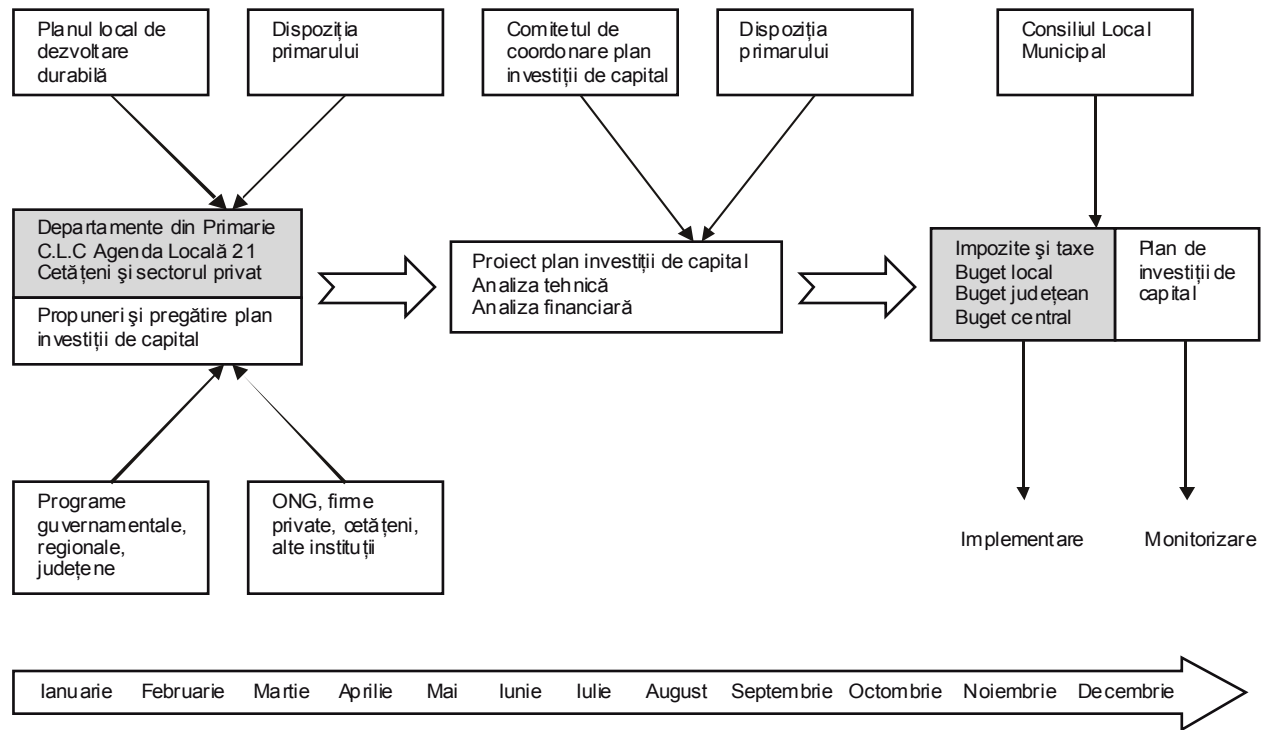 Planul local de
dezvoltare
durabilă
Dispoziția
primarului
Comitetul de
coordonare plan
investiții de capital
Dispoziția
primarului
Consiliul Local
Municipal
Departamente din Primarie
C.L.C Agenda Locală 21
Cetățeni şi sectorul privat
Propuneri şi pregătire plan
investiții de capital
Proiect plan investiții de capital
Analiza tehnică
Analiza financiară
Impozite şi taxe
Buget local
Buget județean
Buget central
Plan de
investiții de
capital
Programe
guvernamentale,
regionale,
județene
ONG, firme
private, cetățeni,
alte instituții
Implementare
Monitorizare
Ianuarie Februarie Martie Aprilie Mai Iunie Iulie August Septembrie Octombrie Noiembrie Decembrie